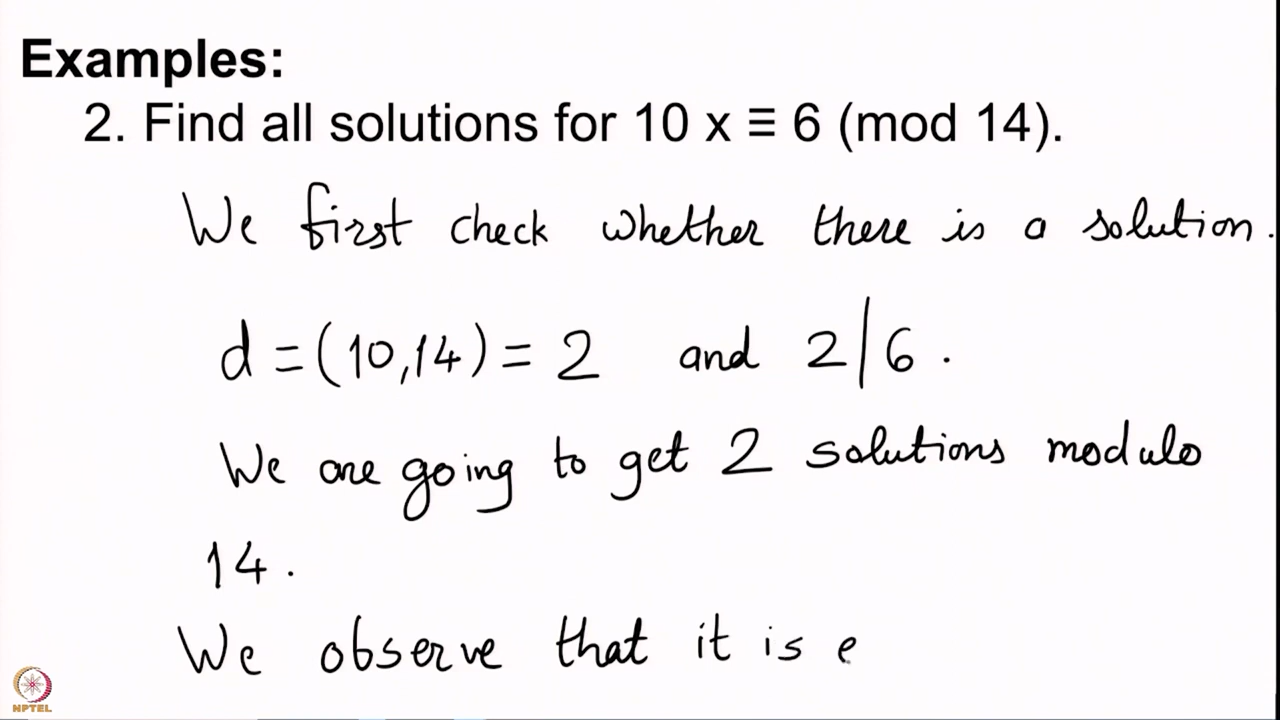 Examples:
2. Find all solutions for 10 x ≡ 6 (mod 14).
We first check whether there is a solution.
d = (10,14) = 2 and 2|6.
We are going to get 2 solutions modulo
14.
We observe that it is e
NPTEL